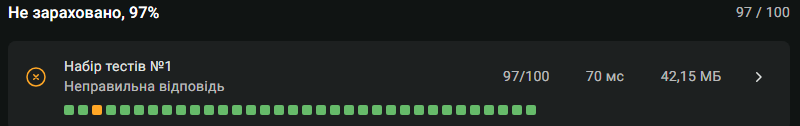 Не зараховано, 97%
97 / 100
Набір тестів №1
97/100
70 мс
42,15 МБ
Неправильна відповідь